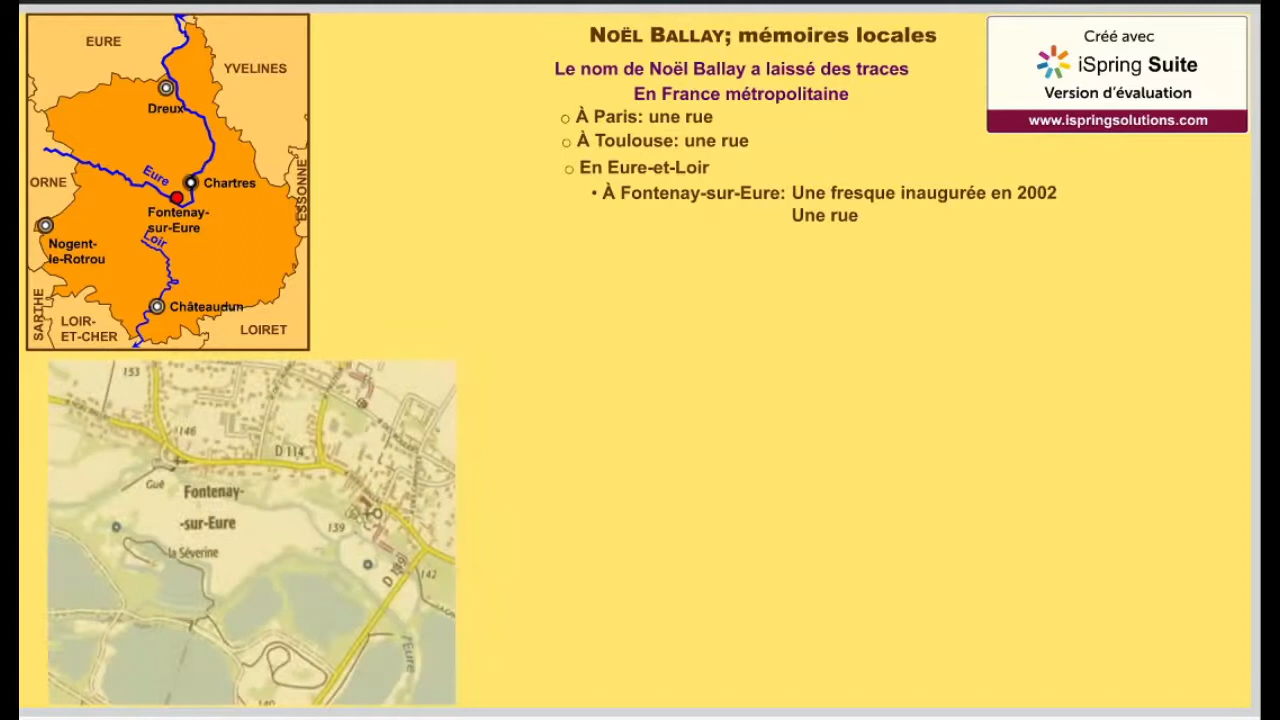 NOËL BALLAY; mémoires locales
Le nom de Noël Ballay a laissé des traces
En France métropolitaine
○ À Paris: une rue
○ À Toulouse: une rue
○ En Eure-et-Loir
• À Fontenay-sur-Eure: Une fresque inaugurée en 2002
Une rue
Créé avec
iSpring Suite
Version d'évaluation
www.ispringsolutions.com
EURE
YVELINES
Dreux
ORNE
Eure
Chartres
ESSONNE
Fontenay-
sur-Eure
Loir
Nogent-
le-Rotrou
Châteaudun
SARTHE
LOIR-
ET-CHER
LOIRET
153
146
D 114
Gué
Fontenay-
-sur-Eure
139
la Séverine
D 149
142
l'Eure
140